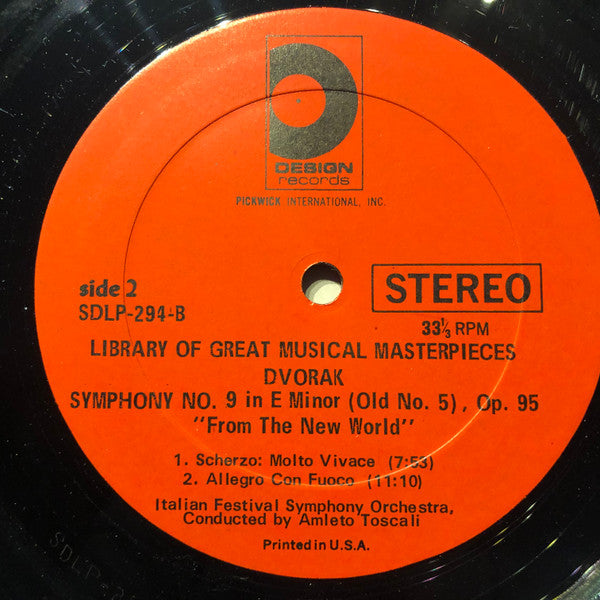 DESIGN
records
PICKWICK INTERNATIONAL, INC.
side 2
SDLP-294-B
STEREO
33⅓ RPM
LIBRARY OF GREAT MUSICAL MASTERPIECES
DVORAK
SYMPHONY NO. 9 in E Minor (Old No. 5), Op. 95
"From The New World"
1. Scherzo: Molto Vivace (7:53)
2. Allegro Con Fuoco (11:10)
Italian Festival Symphony Orchestra,
Conducted by Amleto Toscali
Printed in U.S.A.